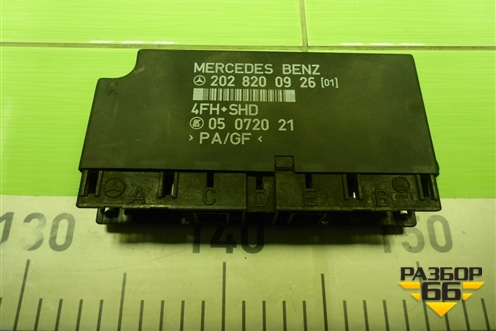 MERCEDES BENZ
202 820 09 26 [01]
4FH+SHD
05 0720 21
> PA/GF <
A C D E B
130 140 150
РАЗБОР
66